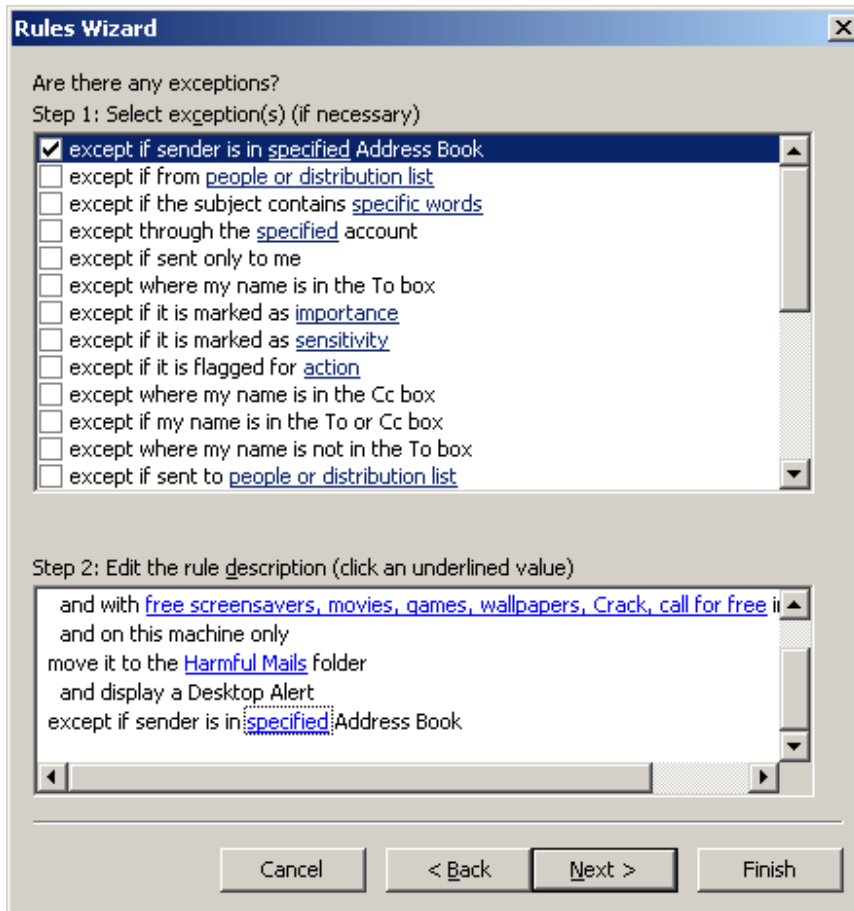 Rules Wizard
Are there any exceptions?
Step 1: Select exception(s) (if necessary)
except if sender is in specified Address Book
except if from people or distribution list
except if the subject contains specific words
except through the specified account
except if sent only to me
except where my name is in the To box
except if it is marked as importance
except if it is marked as sensitivity
except if it is flagged for action
except where my name is in the Cc box
except if my name is in the To or Cc box
except where my name is not in the To box
except if sent to people or distribution list
Step 2: Edit the rule description (click an underlined value)
and with free screensavers, movies, games, wallpapers, Crack, call for free
and on this machine only
move it to the Harmful Mails folder
and display a Desktop Alert
except if sender is in specified Address Book
Cancel < Back Next > Finish